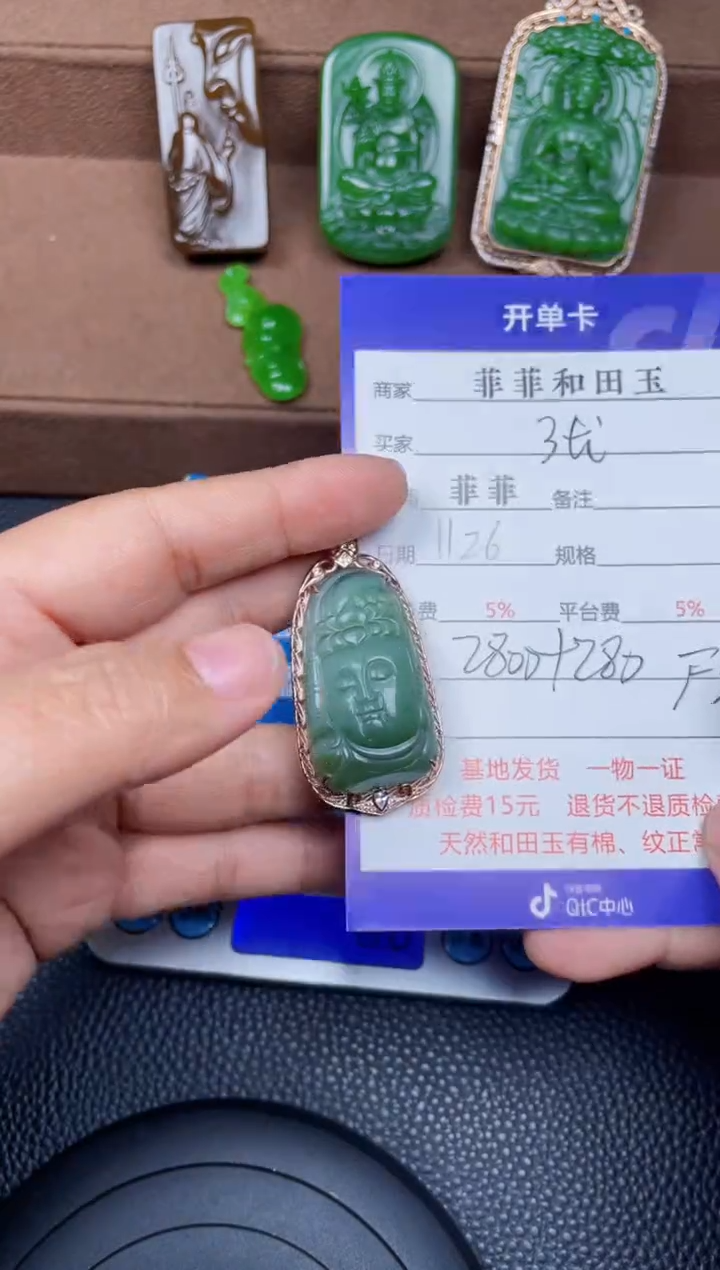 开单卡
商家 菲菲和田玉
买家
菲菲 备注
日期 11 26 规格
费 5% 平台费 5%
2800+280
基地发货 一物一证
质检费15元 退货不退质检
天然和田玉有棉、纹正常
QIC中心